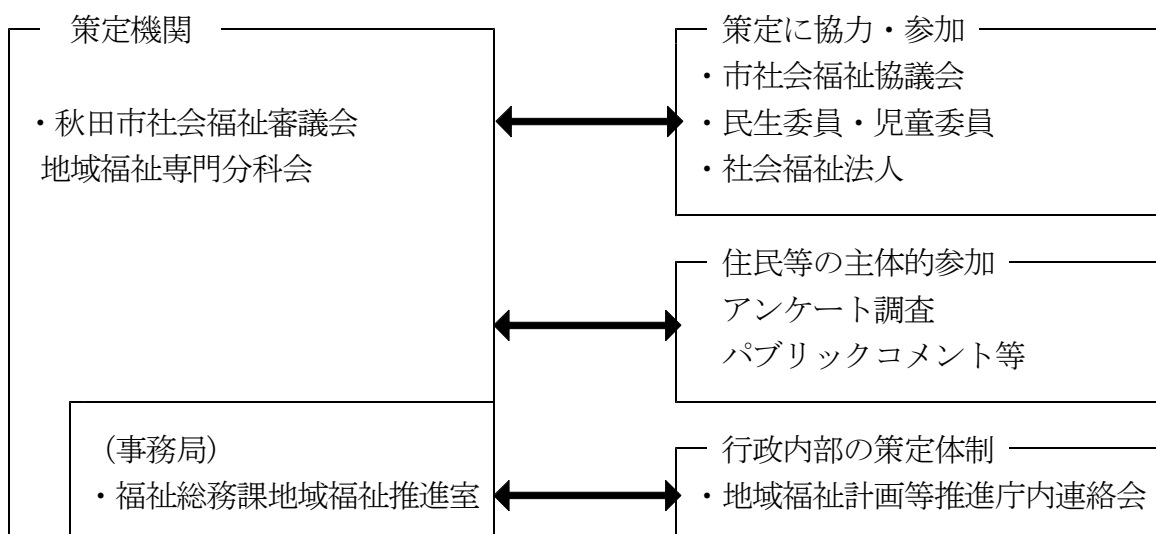 策定機関
・秋田市社会福祉審議会
地域福祉専門分科会
(事務局)
・福祉総務課地域福祉推進室
策定に協力・参加
・市社会福祉協議会
・民生委員・児童委員
・社会福祉法人
住民等の主体的参加
アンケート調査
パブリックコメント等
行政内部の策定体制
・地域福祉計画等推進庁内連絡会